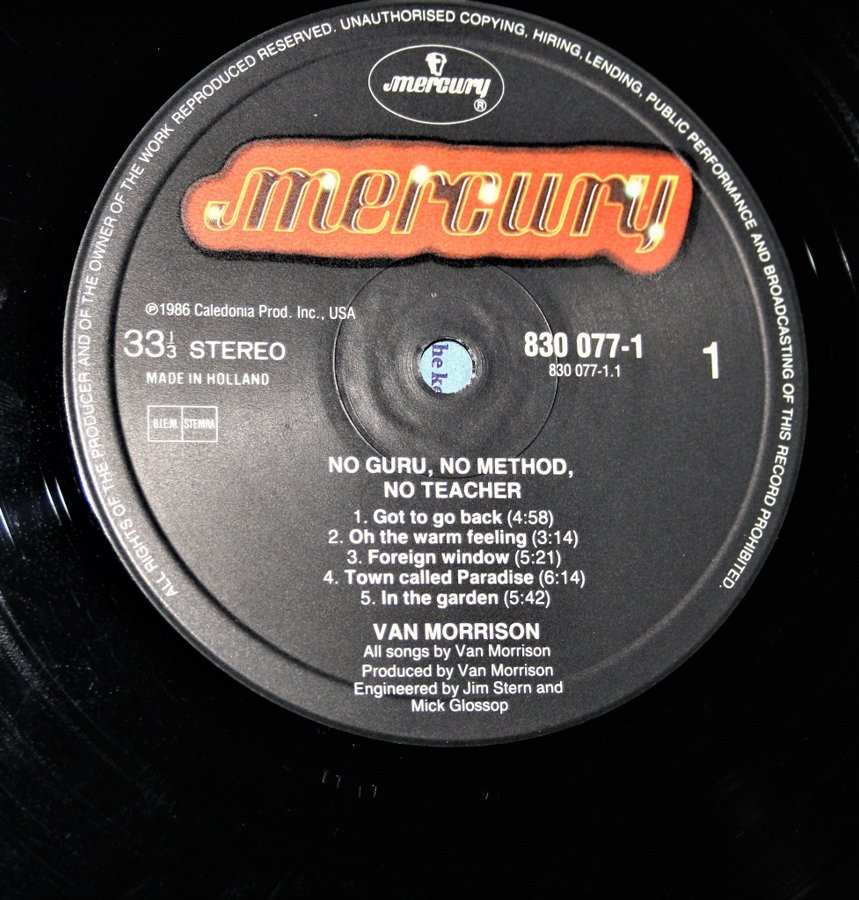 ALL RIGHTS OF THE PRODUCER AND OF THE OWNER OF THE WORK REPRODUCED RESERVED. UNAUTHORISED COPYING, HIRING, LENDING, PUBLIC PERFORMANCE AND BROADCASTING OF THIS RECORD PROHIBITED.
mercury ®
mercury
℗1986 Caledonia Prod. Inc., USA
33 1/3 STEREO
MADE IN HOLLAND
B.I.E.M. STEMRA
830 077-1
830 077-1.1
1
he ke
NO GURU, NO METHOD,
NO TEACHER
1. Got to go back (4:58)
2. Oh the warm feeling (3:14)
3. Foreign window (5:21)
4. Town called Paradise (6:14)
5. In the garden (5:42)
VAN MORRISON
All songs by Van Morrison
Produced by Van Morrison
Engineered by Jim Stern and
Mick Glossop